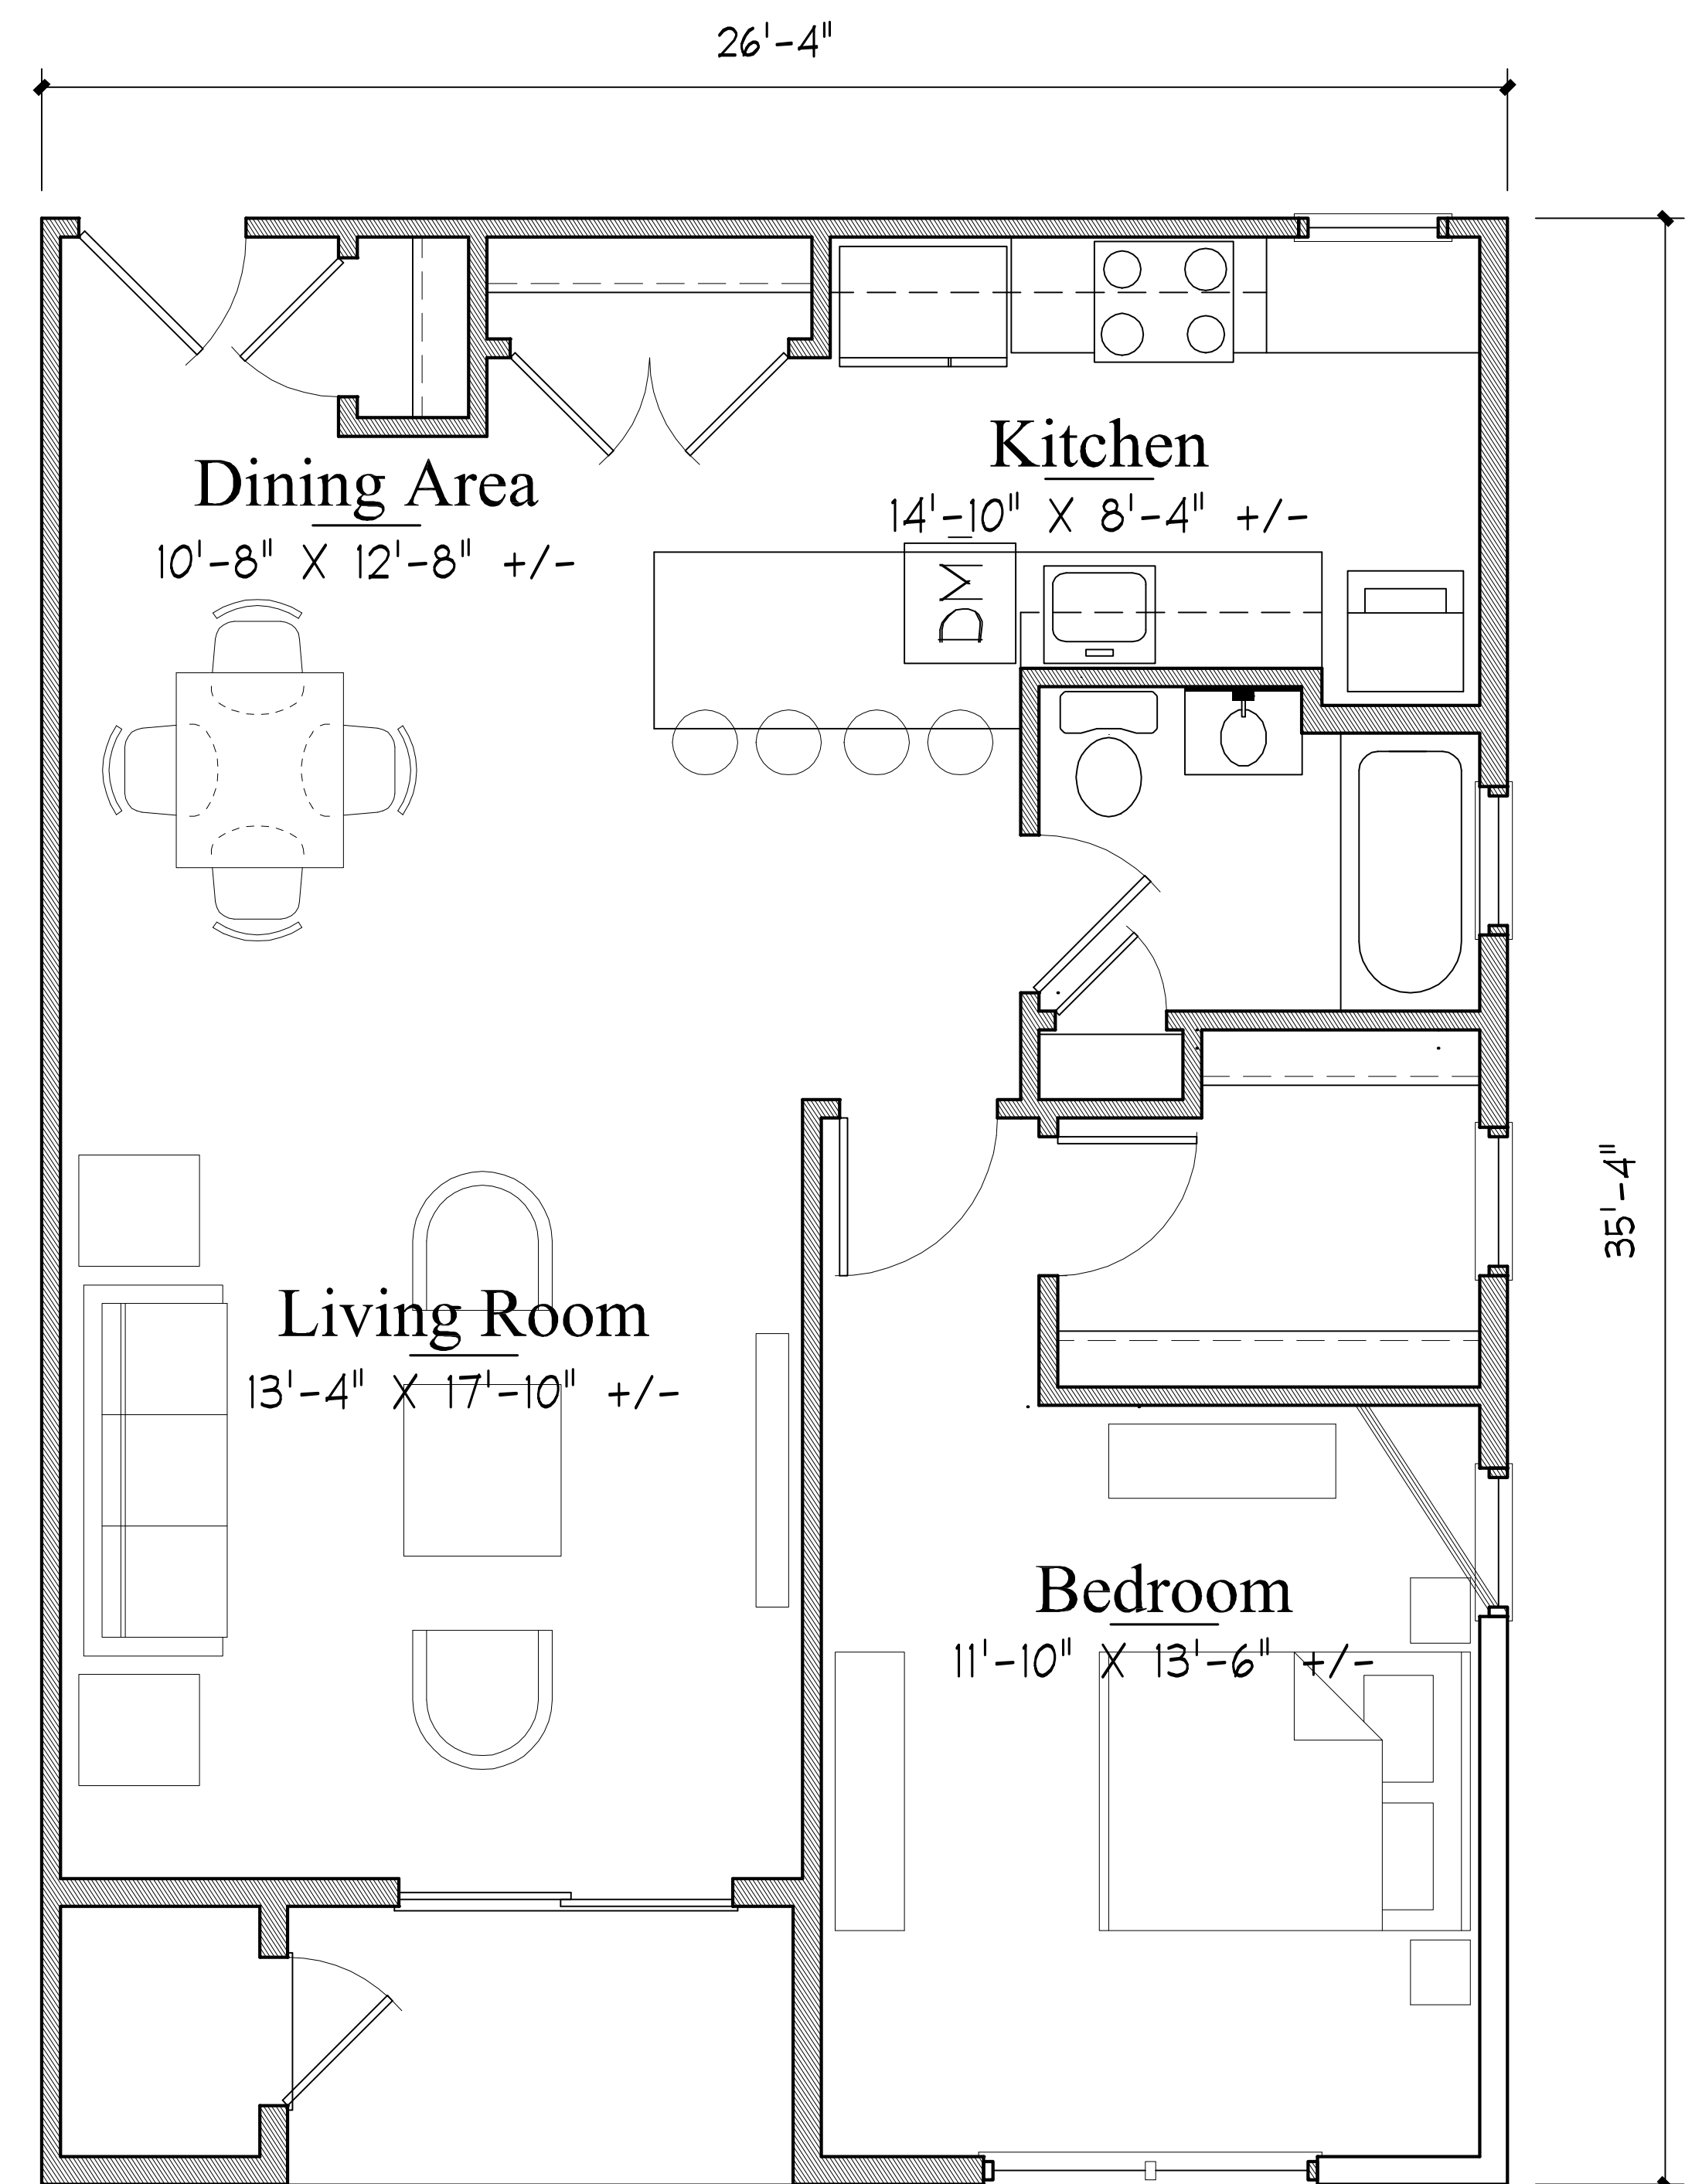 26'-4"
Kitchen
14'-10" X 8'-4" +/-
Dining Area
10'-8" X 12'-8" +/-
DW
35'-4"
Living Room
13'-4" X 17'-10" +/-
Bedroom
11'-10" X 13'-6" +/-